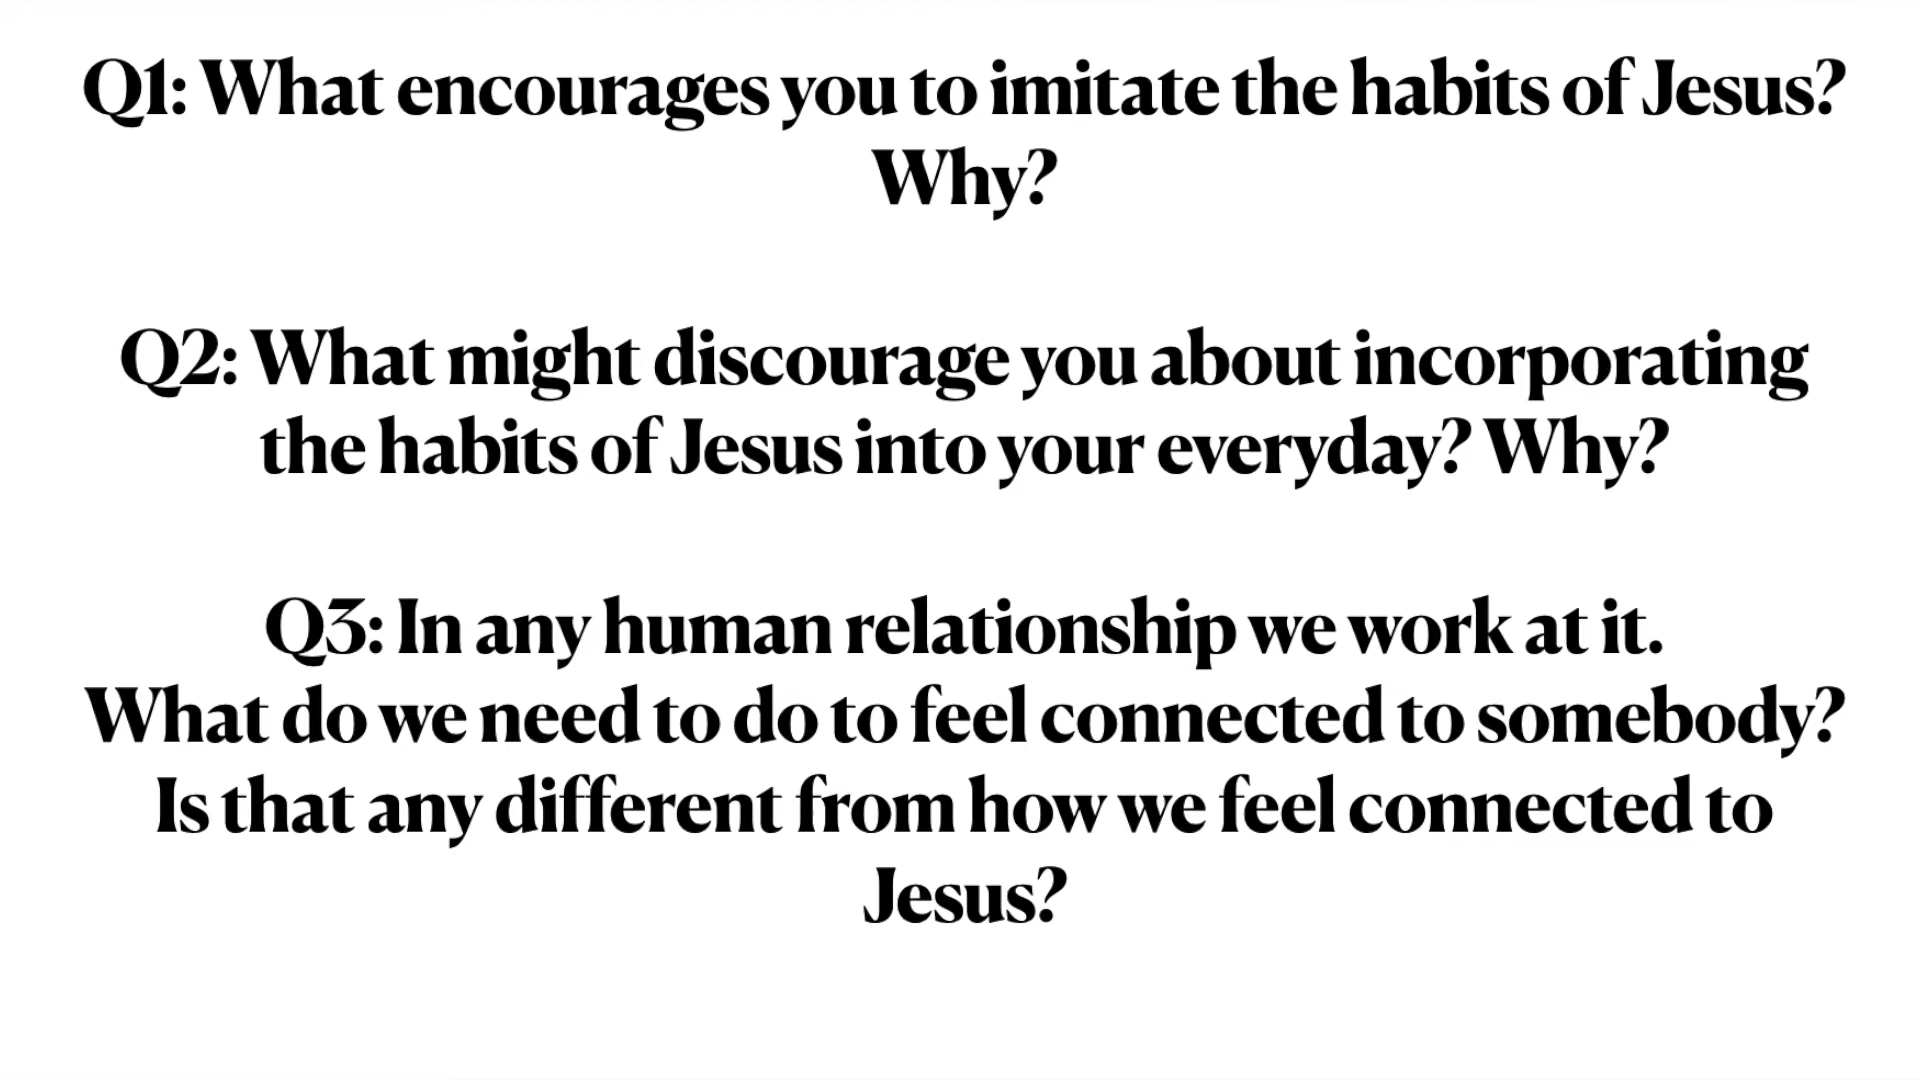 Q1: What encourages you to imitate the habits of Jesus?
Why?
Q2: What might discourage you about incorporating
the habits of Jesus into your everyday? Why?
Q3: In any human relationship we work at it.
What do we need to do to feel connected to somebody?
Is that any different from how we feel connected to
Jesus?